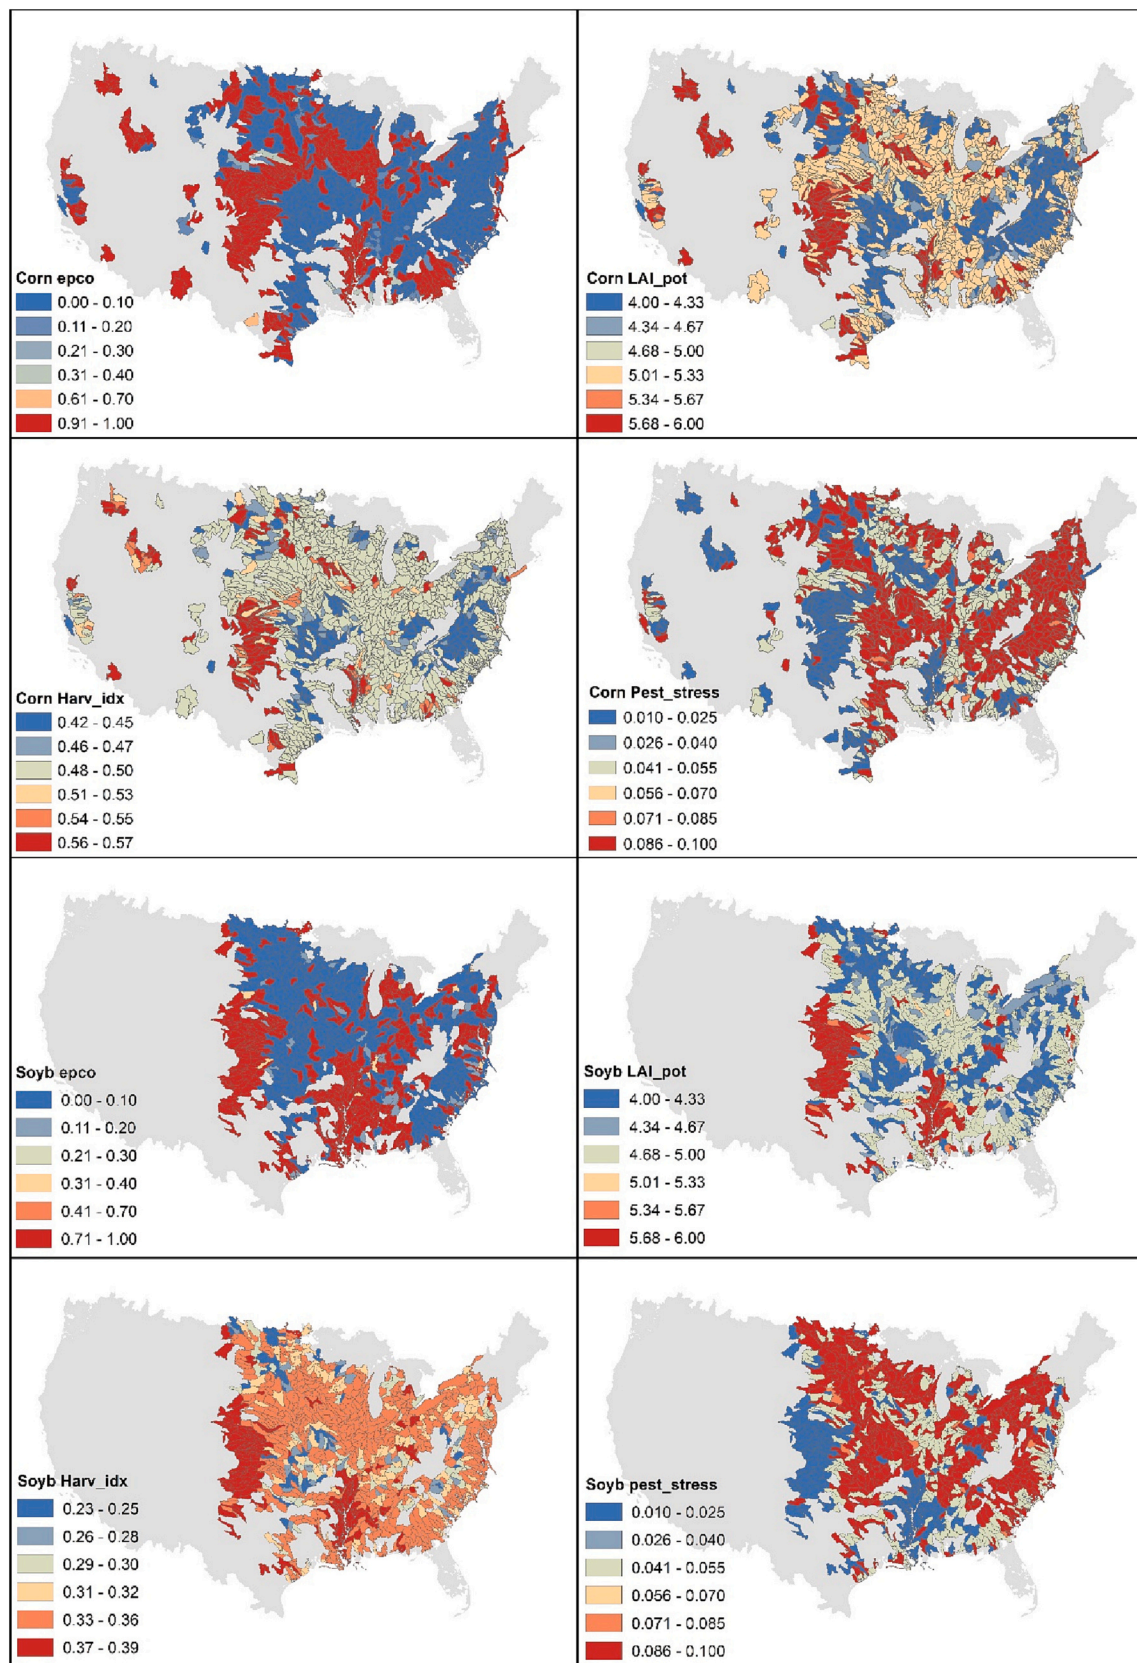 Corn epco
0.00 - 0.10
0.11 - 0.20
0.21 - 0.30
0.31 - 0.40
0.61 - 0.70
0.91 - 1.00
Corn LAI_pot
4.00 - 4.33
4.34 - 4.67
4.68 - 5.00
5.01 - 5.33
5.34 - 5.67
5.68 - 6.00
Corn Harv_idx
0.42 - 0.45
0.46 - 0.47
0.48 - 0.50
0.51 - 0.53
0.54 - 0.55
0.56 - 0.57
Corn Pest_stress
0.010 - 0.025
0.026 - 0.040
0.041 - 0.055
0.056 - 0.070
0.071 - 0.085
0.086 - 0.100
Soyb epco
0.00 - 0.10
0.11 - 0.20
0.21 - 0.30
0.31 - 0.40
0.41 - 0.70
0.71 - 1.00
Soyb LAI_pot
4.00 - 4.33
4.34 - 4.67
4.68 - 5.00
5.01 - 5.33
5.34 - 5.67
5.68 - 6.00
Soyb Harv_idx
0.23 - 0.25
0.26 - 0.28
0.29 - 0.30
0.31 - 0.32
0.33 - 0.36
0.37 - 0.39
Soyb pest_stress
0.010 - 0.025
0.026 - 0.040
0.041 - 0.055
0.056 - 0.070
0.071 - 0.085
0.086 - 0.100